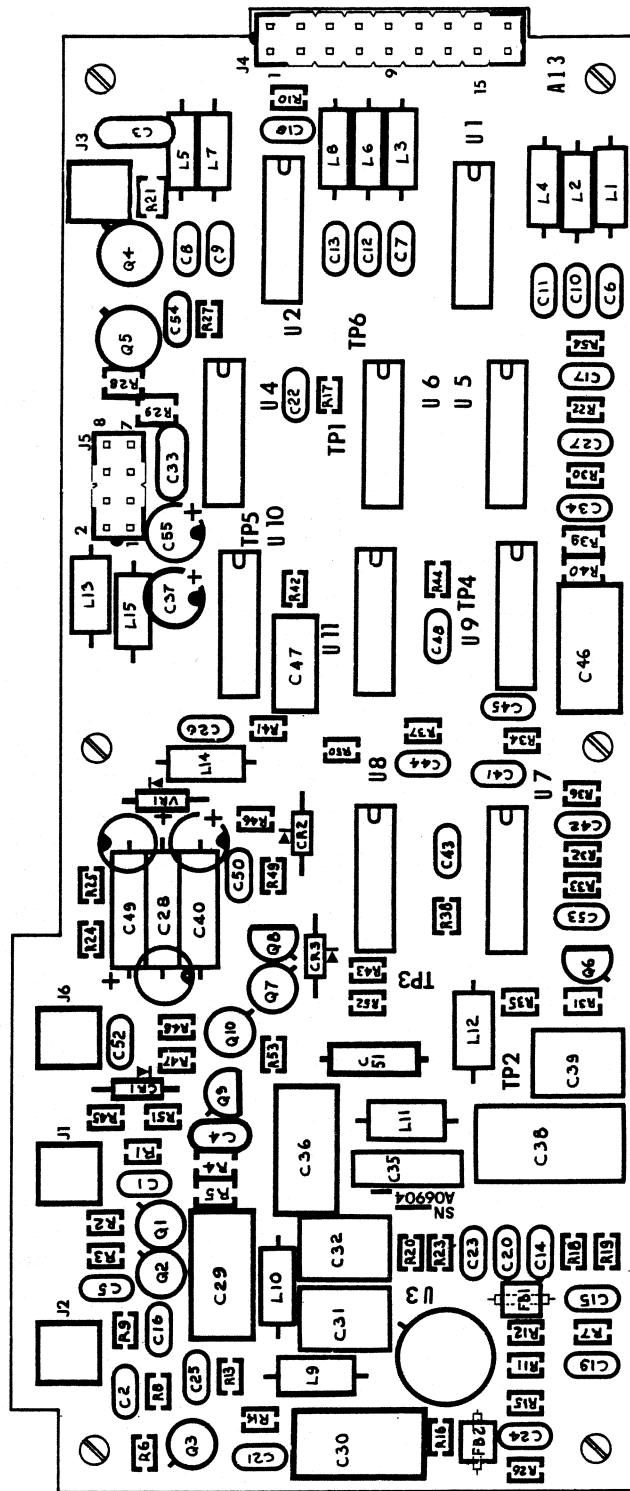 J4
1
9
15
A13
J3
C3
R10
C18
L5
L7
L8
L6
L3
U1
L4
L2
L1
R21
Q4
C8
C9
C13
C12
C7
C11
C10
C6
Q5
C54
R27
U2
TP6
R54
R28
R29
U4
C22
R17
TP1
U6
U5
C17
R22
J5
8
7
2
1
C33
C27
R30
C34
C55
TP5
U10
R39
L13
L15
C37
R42
R44
R40
C47
U11
C48
U9
TP4
C46
C26
R41
R37
C45
R34
L14
R50
U8
C44
C41
U7
VR1
R36
R46
CR2
C42
R25
C49
C28
C40
C50
R49
C43
R32
R33
R24
Q8
CR3
R38
C53
Q7
R43
TP3
Q6
J6
C52
R48
Q10
R52
L12
R35
R31
R47
R53
C51
TP2
C39
CR1
R45
R51
Q9
J1
R1
C4
C36
L11
C38
C1
R4
R5
C35
SN
A06904
R2
Q1
R3
Q2
C5
C29
C32
R20
R23
C23
C20
C14
R18
R19
L10
U3
FB1
C15
J2
R9
C16
C31
R12
R7
C2
R8
C25
R13
L9
R11
C19
R15
R14
R6
Q3
C21
C30
R16
FB2
C24
R26